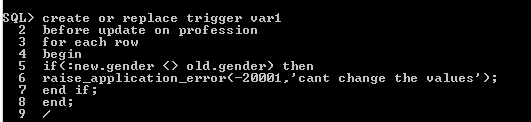 SQL> create or replace trigger var1
2 before update on profession
3 for each row
4 begin
5 if(:new.gender <> old.gender) then
6 raise_application_error(-20001,'cant change the values');
7 end if;
8 end;
9 /